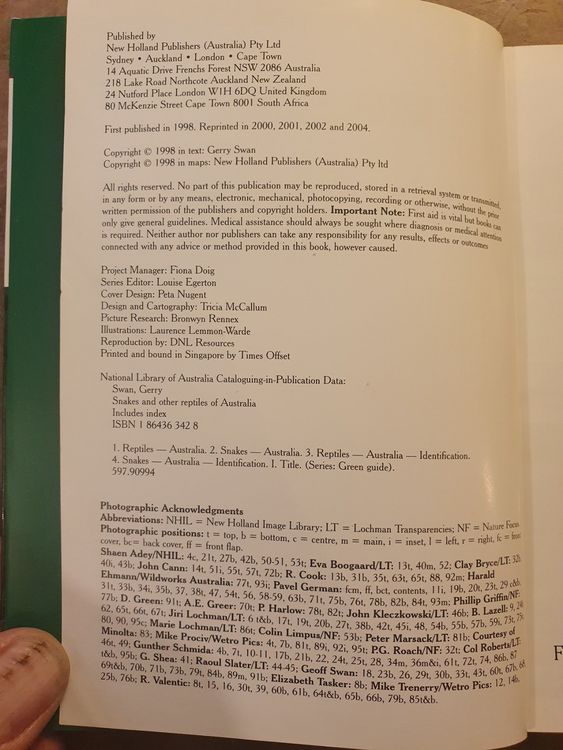 Published by
New Holland Publishers (Australia) Pty Ltd
Sydney • Auckland • London • Cape Town
14 Aquatic Drive Frenchs Forest NSW 2086 Australia
218 Lake Road Northcote Auckland New Zealand
24 Nutford Place London W1H 6DQ United Kingdom
80 McKenzie Street Cape Town 8001 South Africa
First published in 1998. Reprinted in 2000, 2001, 2002 and 2004.
Copyright © 1998 in text: Gerry Swan
Copyright © 1998 in maps: New Holland Publishers (Australia) Pty ltd
All rights reserved. No part of this publication may be reproduced, stored in a retrieval system or transmitted,
in any form or by any means, electronic, mechanical, photocopying, recording or otherwise, without the prior
written permission of the publishers and copyright holders. Important Note: First aid is vital but books can
only give general guidelines. Medical assistance should always be sought where diagnosis or medical attention
is required. Neither author nor publishers can take any responsibility for any results, effects or outcomes
connected with any advice or method provided in this book, however caused.
Project Manager: Fiona Doig
Series Editor: Louise Egerton
Cover Design: Peta Nugent
Design and Cartography: Tricia McCallum
Picture Research: Bronwyn Rennex
Illustrations: Laurence Lemmon-Warde
Reproduction by: DNL Resources
Printed and bound in Singapore by Times Offset
National Library of Australia Cataloguing-in-Publication Data:
Swan, Gerry
Snakes and other reptiles of Australia
Includes index
ISBN 1 86436 342 8
1. Reptiles — Australia. 2. Snakes — Australia. 3. Reptiles — Australia — Identification.
4. Snakes — Australia — Identification. I. Title. (Series: Green guide).
597.90994
Photographic Acknowledgments
Abbreviations: NHIL = New Holland Image Library; LT = Lochman Transparencies; NF = Nature Focus
Photographic positions: t = top, b = bottom, c = centre, m = main, i = inset, l = left, r = right, fc = front
cover, bc= back cover, ff = front flap.
Shaen Adey/NHIL: 4c, 21t, 27b, 42b, 50-51, 53t; Eva Boogaard/LT: 13t, 40m, 52; Clay Bryce/LT: 32b,
40i, 43b; John Cann: 14t, 51i, 55t, 57t, 72b; R. Cook: 13b, 31b, 35t, 63t, 65t, 88, 92m; Harald
Ehmann/Wildworks Australia: 77t, 93i; Pavel German: fcm, ff, bct, contents, 11i, 19b, 20t, 23t, 29
31t, 33b, 34i, 35b, 37, 38t, 47, 54t, 56, 58-59, 63b, 71t, 75b, 76t, 78b, 82b, 84t, 93m; Phillip Griffin/NF:
77b; D. Green: 91t; A.E. Greer: 70t; P. Harlow: 78t, 82t; John Kleczkowski/LT: 46b; B. Lazell: 9, 24b
62, 65t, 66t, 67t; Jiri Lochman/LT: 6 t&b, 17t, 19t, 20b, 27t, 38b, 42t, 45i, 48, 54b, 55b, 57b, 59i, 73t, 75t,
80, 90, 95c; Marie Lochman/LT: 86t; Colin Limpus/NF: 53b; Peter Marsack/LT: 81b; Courtesy of
Minolta: 83; Mike Prociv/Wetro Pics: 4t, 7b, 81t, 89i, 92i, 95t; P.G. Roach/NF: 32t; Col Roberts/LT:
46t, 49; Gunther Schmida: 4b, 7t, 10-11, 17b, 21b, 22, 24t, 25t, 28, 34m, 36m&i, 61t, 72t, 74, 86b, 87
t&b, 95b; G. Shea: 41; Raoul Slater/LT: 44-45; Geoff Swan: 18, 23b, 26, 29t, 30b, 33t, 43t, 60t, 67b, 68
69t&b, 70b, 71b, 73b, 79t, 84b, 89m, 91b; Elizabeth Tasker: 8b; Mike Trenerry/Wetro Pics: 12, 14b,
25b, 76b; R. Valentic: 8t, 15, 16, 30t, 39, 60b, 61b, 64t&b, 65b, 66b, 79b, 85t&b.
F